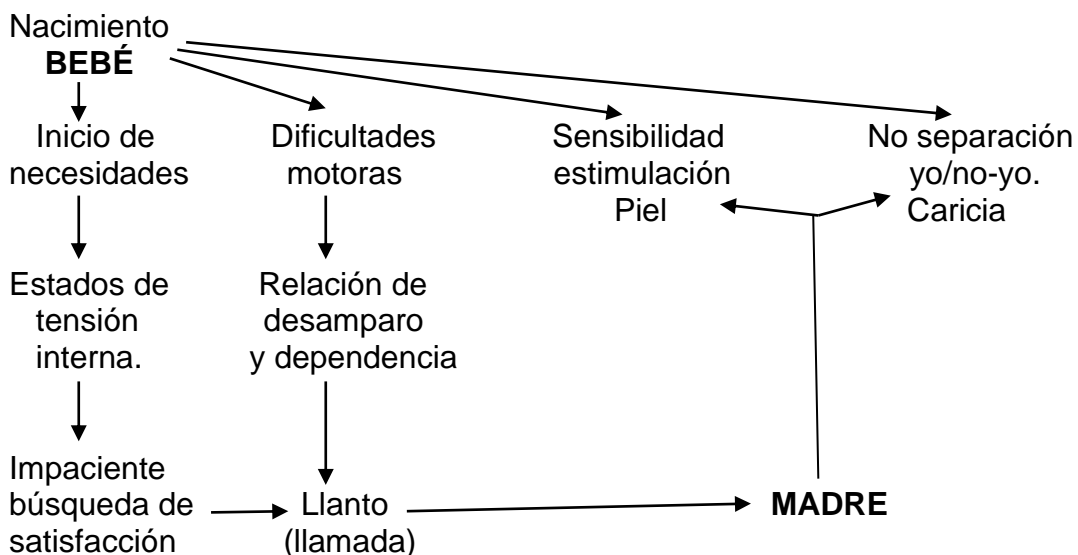 Nacimiento
BEBÉ
Inicio de
necesidades
Dificultades
motoras
Sensibilidad
estimulación
Piel
No separación
yo/no-yo.
Caricia
Estados de
tensión
interna.
Relación de
desamparo
y dependencia
Impaciente
búsqueda de
satisfacción
Llanto
(llamada)
MADRE